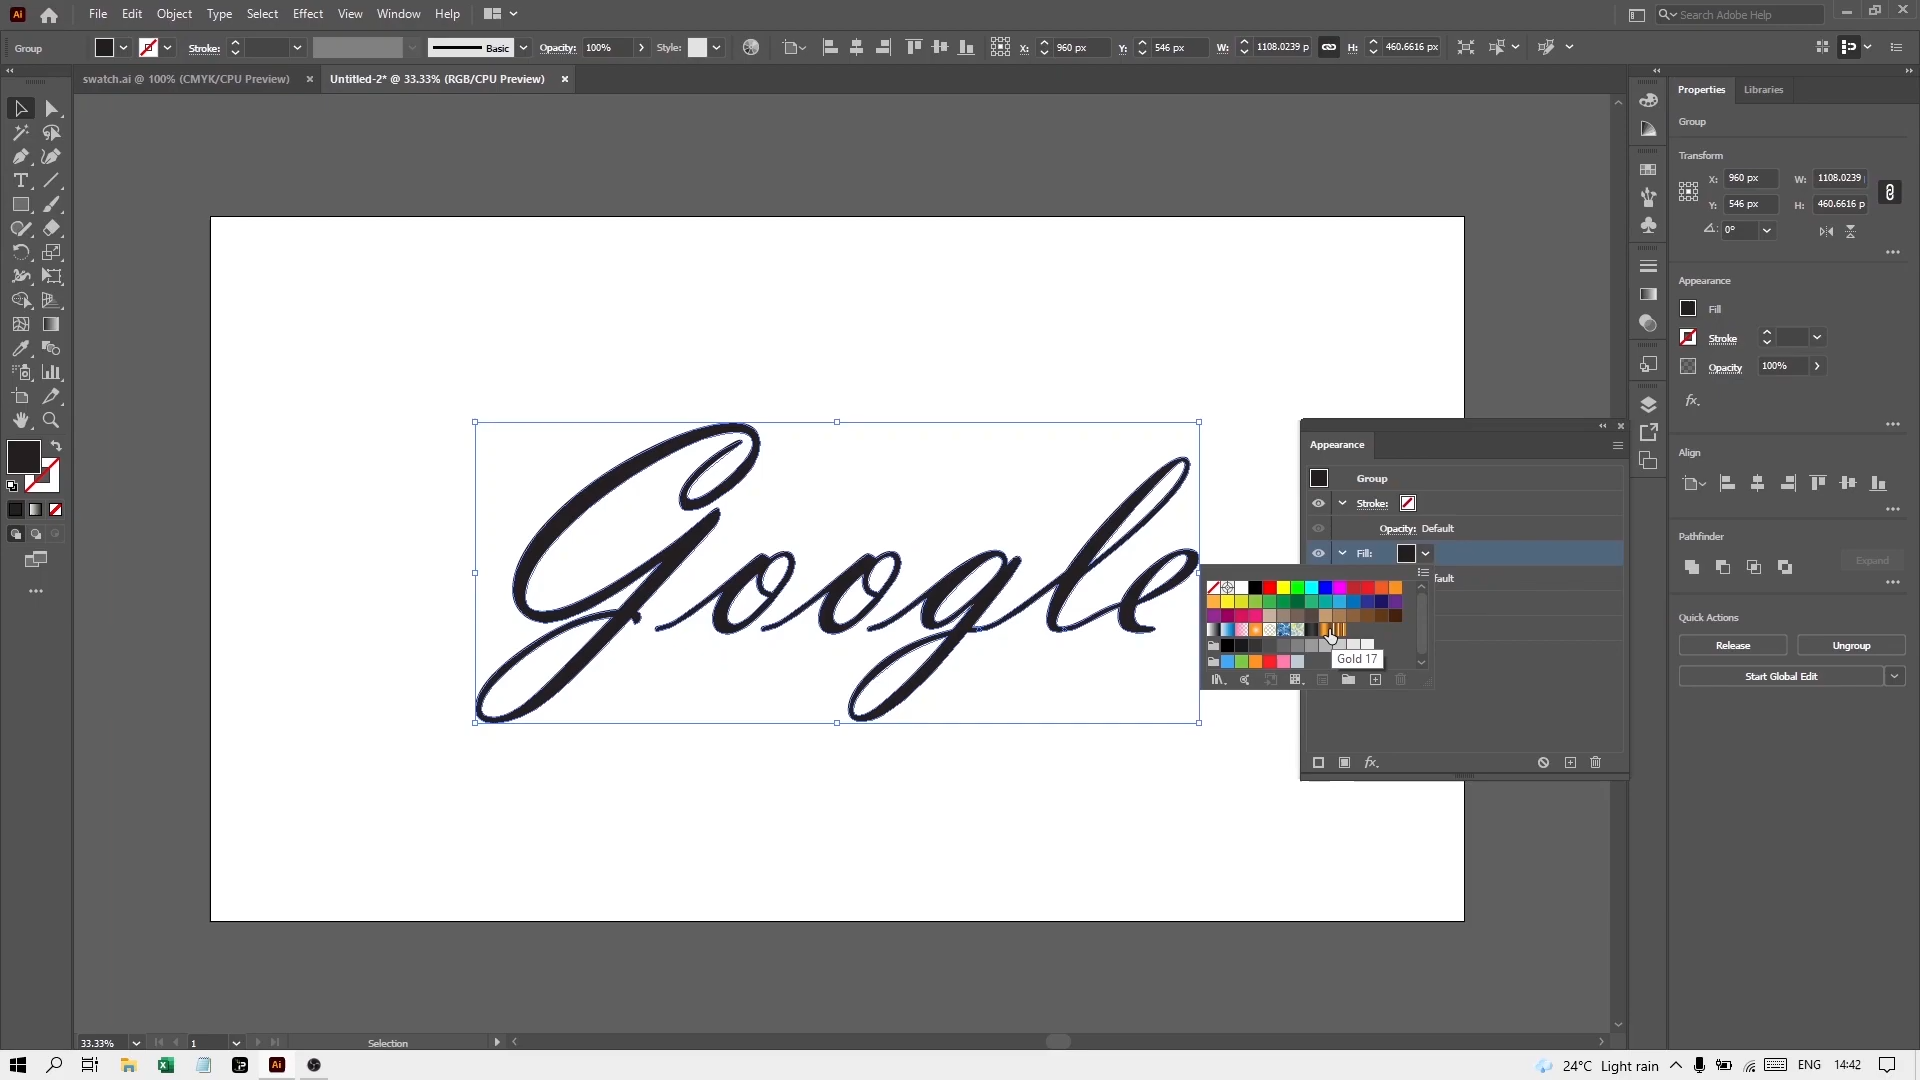 Ai File Edit Object Type Select Effect View Window Help Search Adobe Help
Group Stroke: Basic Opacity: 100% Style: X: 960 px Y: 546 px W: 1108.0239 p H: 460.6616 px
swatch.ai @ 100% (CMYK/CPU Preview) Untitled-2* @ 33.33% (RGB/CPU Preview)
Properties Libraries
Group
Transform
X: 960 px W: 1108.0239
Y: 546 px H: 460.6616 p
0°
Appearance
Fill
Stroke
Opacity 100%
fx.
Align
Pathfinder
Expand
Quick Actions
Release Ungroup
Start Global Edit
Google
Appearance
Group
Stroke:
Opacity: Default
Fill:
fault
Gold 17
fx.
33.33% 1 Selection
Ai 24°C Light rain ENG 14:42